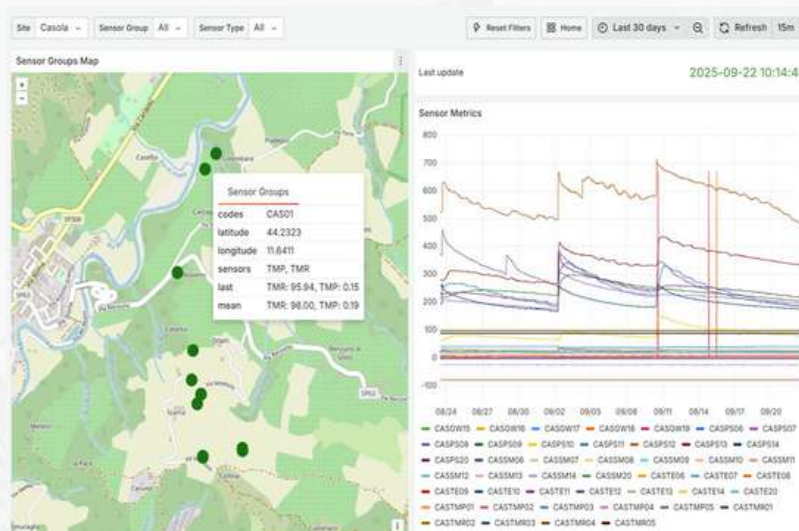 Site Casola Sensor Group All Sensor Type All Reset Filters Home Last 30 days Refresh 15m
Sensor Groups Map
Last update
2025-09-22 10:14:4
Sensor Metrics
Sensor Groups
codes CAS01
latitude 44.2323
longitude 11.6411
sensors TMP, TMR
last TMR: 95.94, TMP: 0.15
mean TMR: 96.00, TMP: 0.19
800
700
600
500
400
300
200
100
0
-100
08/24 08/27 08/30 09/02 09/05 09/08 09/11 09/14 09/17 09/20
CASGW15 CASGW16 CASGW17 CASGW18 CASGW19 CASPS06 CASPS07
CASPS08 CASPS09 CASPS10 CASPS11 CASPS12 CASPS13 CASPS14
CASPS20 CASSM06 CASSM07 CASSM08 CASSM09 CASSM10 CASSM11
CASSM12 CASSM13 CASSM14 CASSM20 CASTE06 CASTE07 CASTE08
CASTE09 CASTE10 CASTE11 CASTE12 CASTE13 CASTE14 CASTE20
CASTMP01 CASTMP02 CASTMP03 CASTMP04 CASTMP05 CASTMR01
CASTMR02 CASTMR03 CASTMR04 CASTMR05